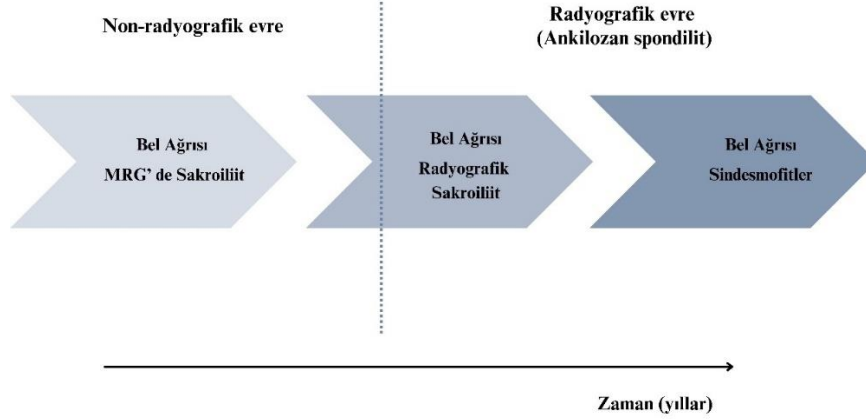 Non-radyografik evre
Radyografik evre
(Ankilozan spondilit)
Bel Ağrısı
MRG’ de Sakroiliit
Bel Ağrısı
Radyografik
Sakroiliit
Bel Ağrısı
Sindesmofitler
Zaman (yıllar)